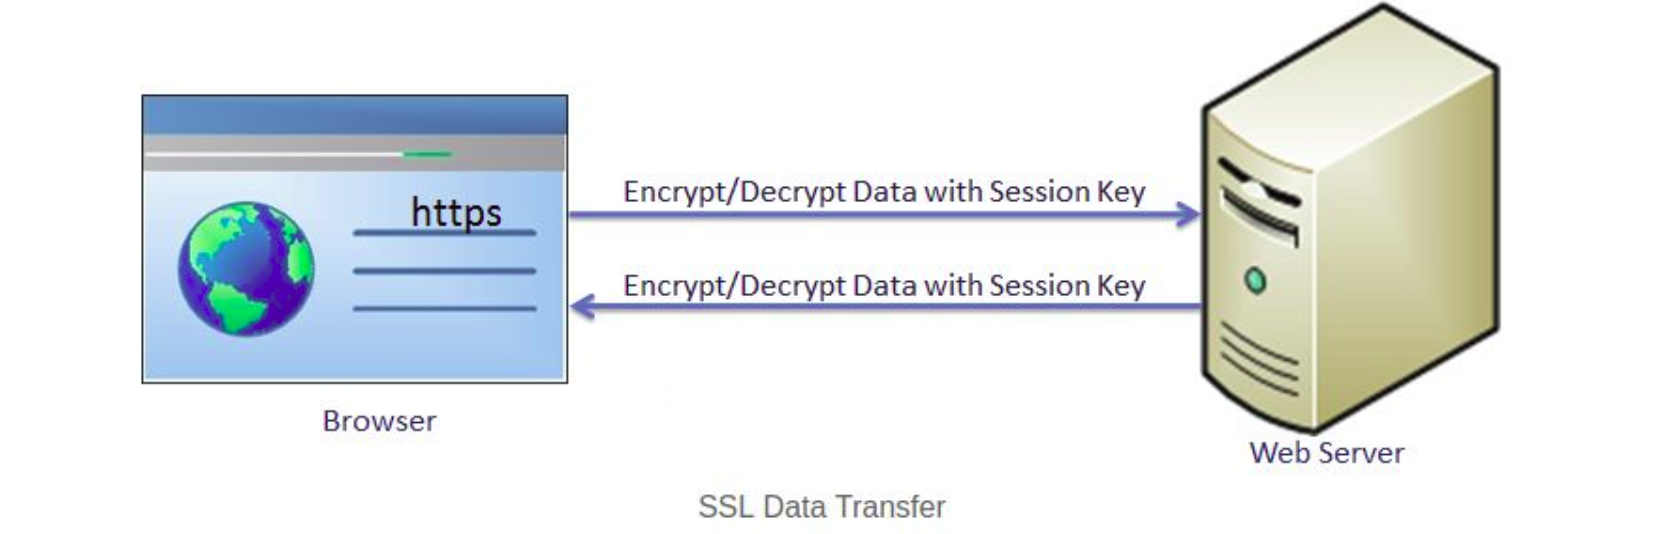 https
Encrypt/Decrypt Data with Session Key
Encrypt/Decrypt Data with Session Key
Browser
Web Server
SSL Data Transfer